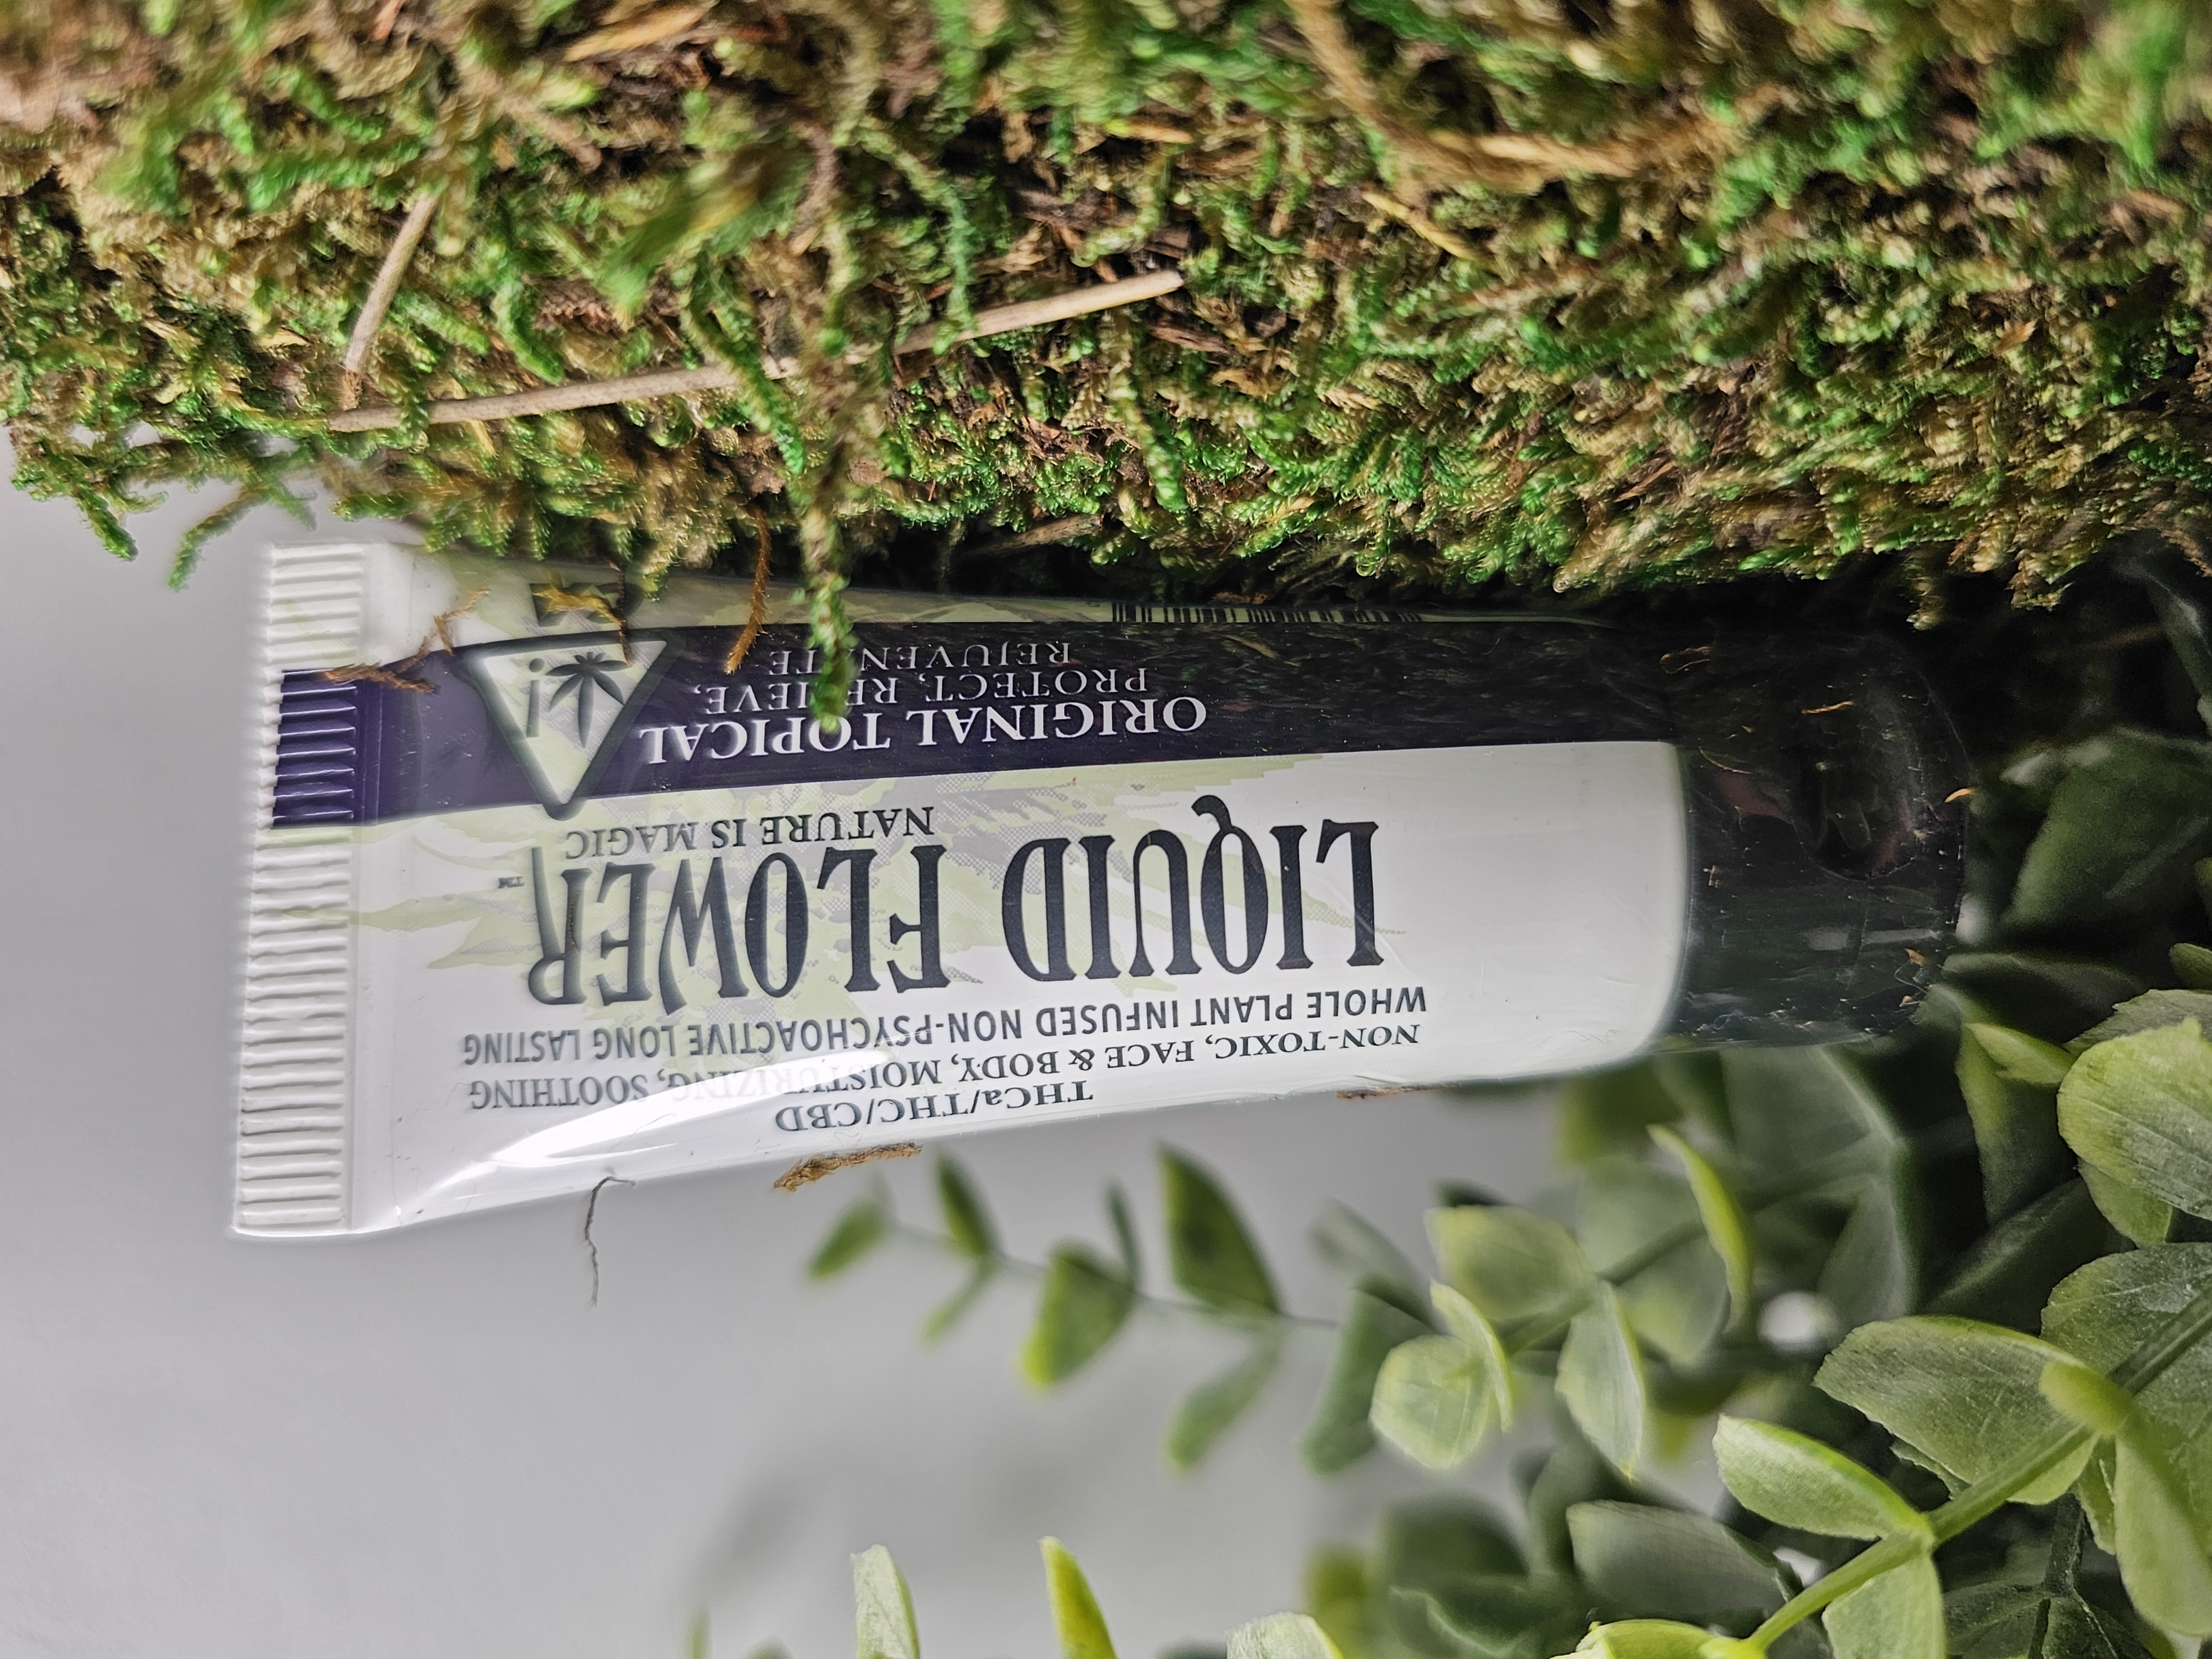 THCa/THC/CBD
NON-TOXIC, FACE & BODY, MOISTURIZING, SOOTHING
WHOLE PLANT INFUSED NON-PSYCHOACTIVE LONG LASTING
LIQUID FLOWER™
NATURE IS MAGIC
ORIGINAL TOPICAL
PROTECT, RELIEVE,
REJUVENATE
!